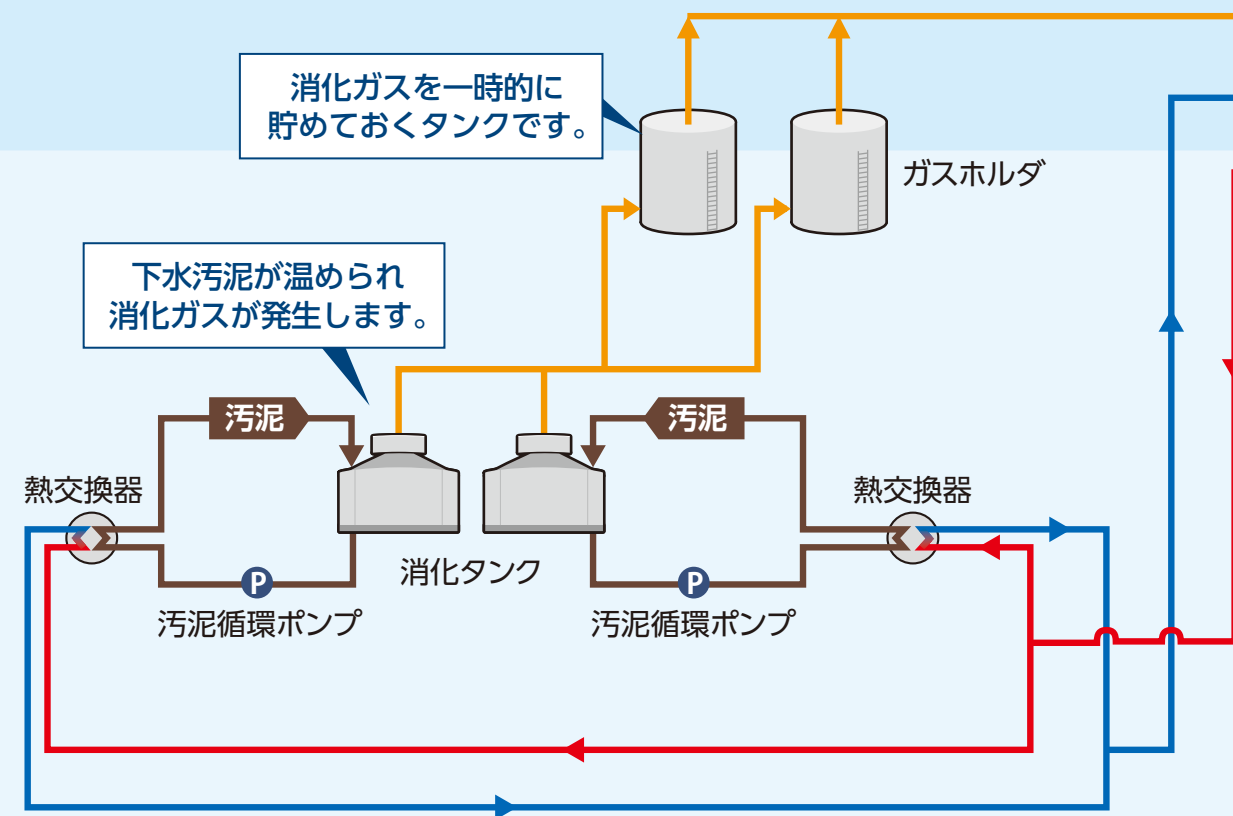 消化ガスを一時的に
貯めておくタンクです。
ガスホルダ
下水汚泥が温められ
消化ガスが発生します。
汚泥
汚泥
熱交換器
熱交換器
消化タンク
P
P
汚泥循環ポンプ
汚泥循環ポンプ